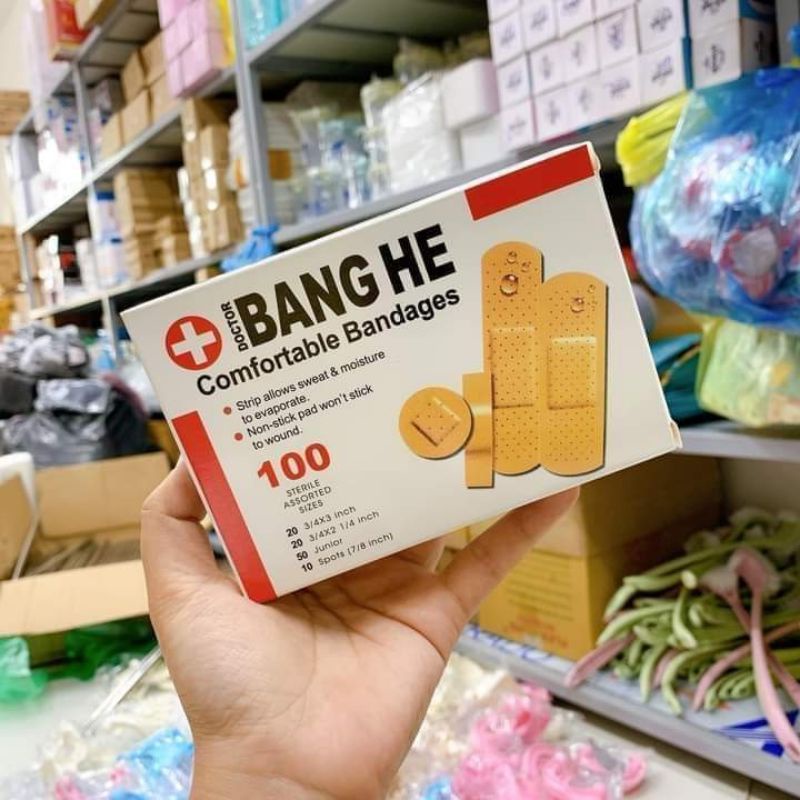 DOCTOR
BANG HE
Comfortable Bandages
Strip allows sweat & moisture
to evaporate.
Non-stick pad won't stick
to wound.
100
STERILE
ASSORTED
SIZES
20 3/4X3 inch
20 3/4X2 1/4 inch
50 Junior
10 Spots (7/8 inch)